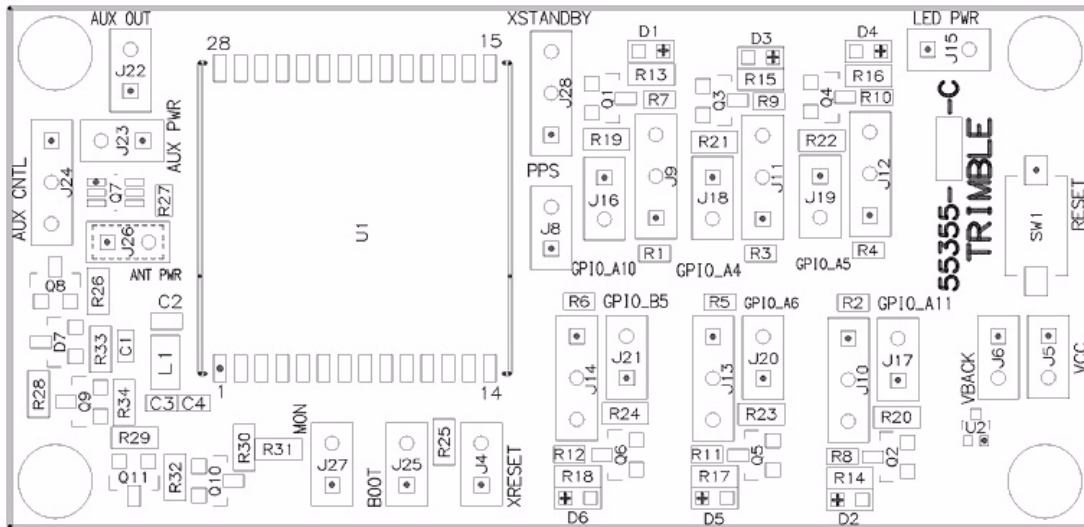 AUX OUT
XSTANDBY
LED PWR
D1
D3
D4
28
15
J22
J28
J15
R13
R15
R16
Q1
Q3
Q4
R7
R9
R10
-C
J23
AUX PWR
R19
R21
R22
AUX CNTL
J24
J9
J11
J12
TRIMBLE
55355-
PPS
Q7
R27
J16
J18
J19
RESET
SW1
U1
J8
J26
R1
R3
R4
ANT PWR
GPIO_A10
GPIO_A4
GPIO_A5
Q8
R26
C2
R6
GPIO_B5
R5
GPIO_A6
R2
GPIO_A11
D7
R33
C1
L1
J21
J20
J17
J6
J5
VCC
J14
J13
J10
VBACK
R28
Q9
R34
1
14
C3
C4
MON
R24
R23
R20
U2
R29
R30
R31
R25
J27
BOOT
J25
J4
XRESET
R12
Q6
R11
Q5
R8
Q2
R32
Q11
Q10
R18
R17
R14
D6
D5
D2